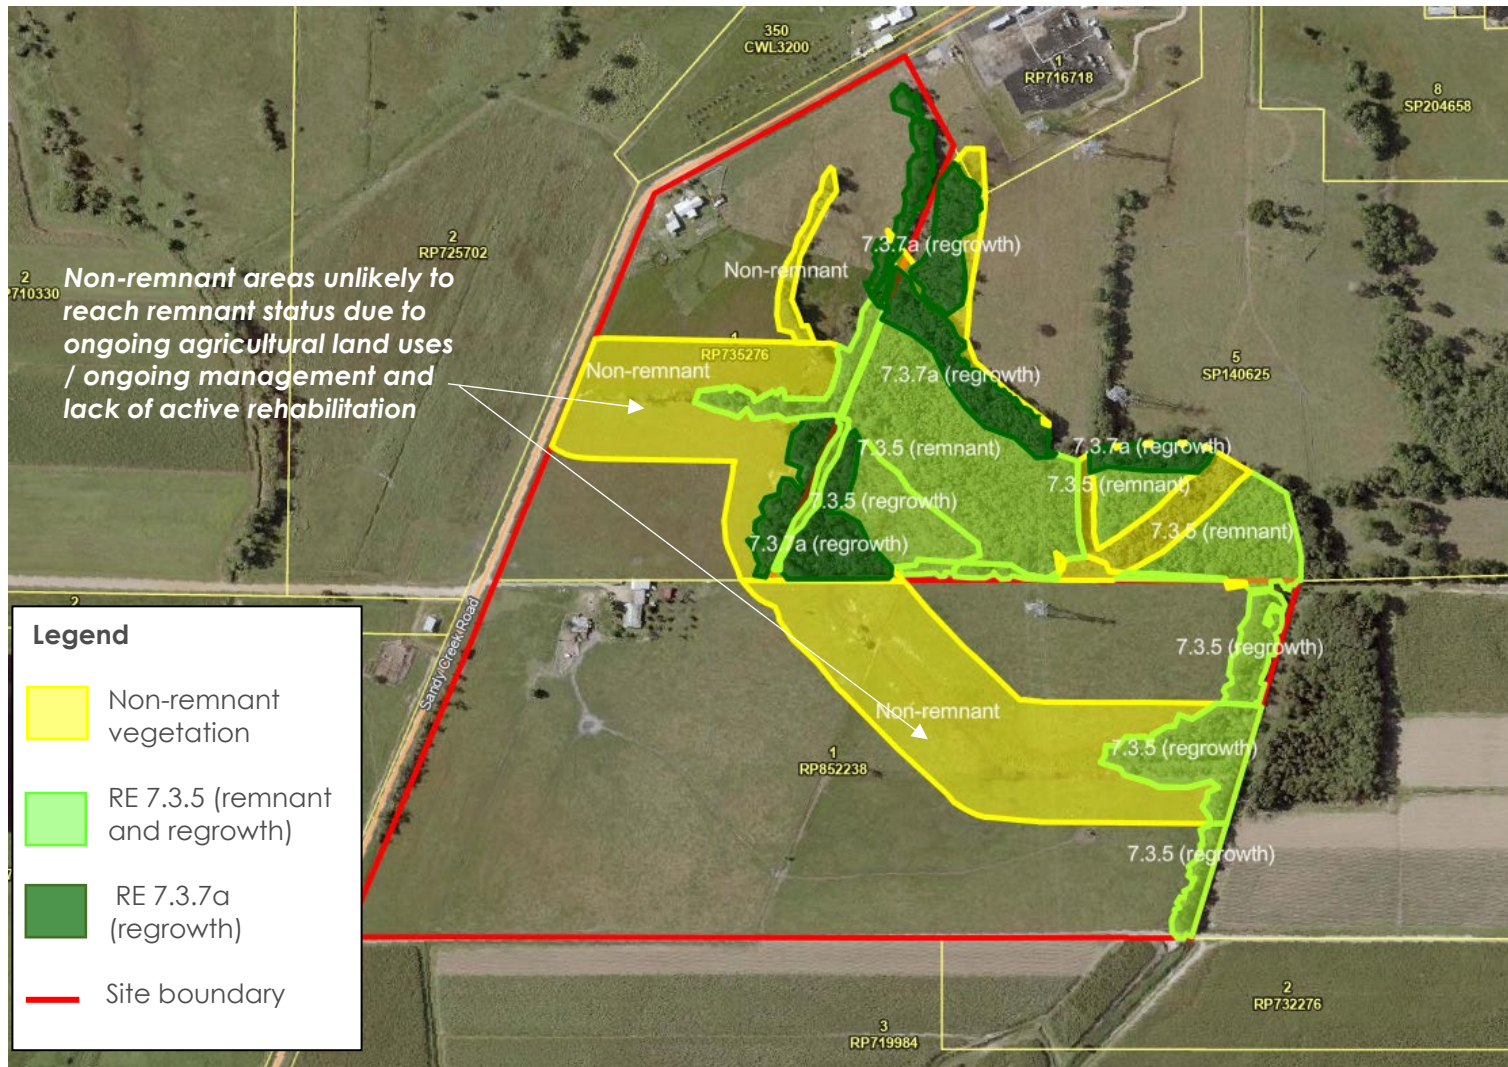 350
CWL3200
1
RP716718
8
SP204658
2
RP725702
2
P710330
Non-remnant areas unlikely to
reach remnant status due to
ongoing agricultural land uses
/ ongoing management and
lack of active rehabilitation
7.3.7a (regrowth)
Non-remnant
1
RP735276
Non-remnant
7.3.7a (regrowth)
5
SP140625
7.3.5 (remnant)
7.3.7a (regrowth)
7.3.5 (remnant)
7.3.5 (regrowth)
7.3.5 (remnant)
7.3.7a (regrowth)
2
Sandy Creek Road
7.3.5 (regrowth)
Non-remnant
7.3.5 (regrowth)
1
RP852238
7.3.5 (regrowth)
Legend
Non-remnant
vegetation
RE 7.3.5 (remnant
and regrowth)
RE 7.3.7a
(regrowth)
Site boundary
2
RP732276
3
RP719984